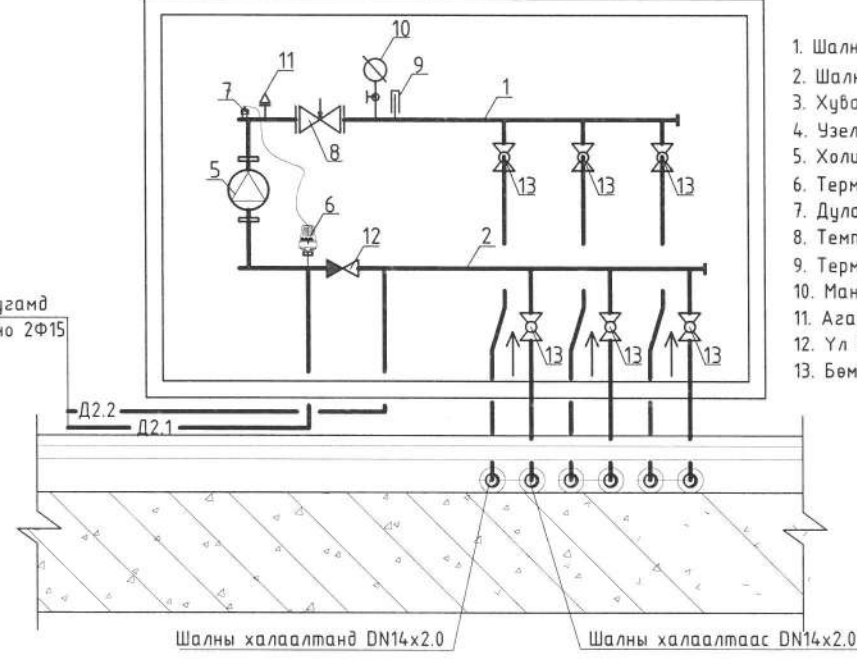 10
11
7
9
1
8
5
13
13
13
6
12
2
угамд
но 2Ф15
13
13
13
Д2.2
Д2.1
Шалны халаалтанд DN14x2.0
Шалны халаалтаас DN14x2.0
1. Шалн
2. Шалн
3. Хува
4. Узел
5. Холи
6. Терм
7. Дула
8. Темп
9. Терм
10. Ман
11. Ага
12. Үл
13. Бөм